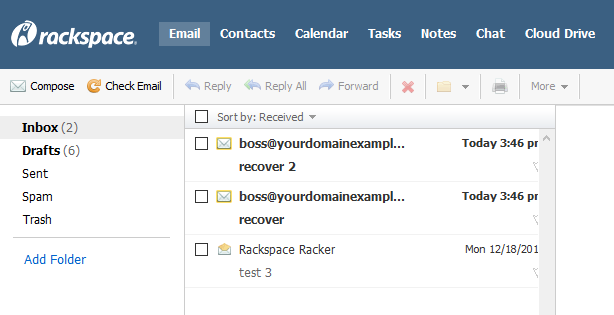 rackspace. Email Contacts Calendar Tasks Notes Chat Cloud Drive
Compose Check Email Reply Reply All Forward More
Inbox (2)
Drafts (6)
Sent
Spam
Trash
Add Folder
Sort by: Received
boss@yourdomainexampl... Today 3:46 pr
recover 2
boss@yourdomainexampl... Today 3:46 pr
recover
Rackspace Racker Mon 12/18/201
test 3